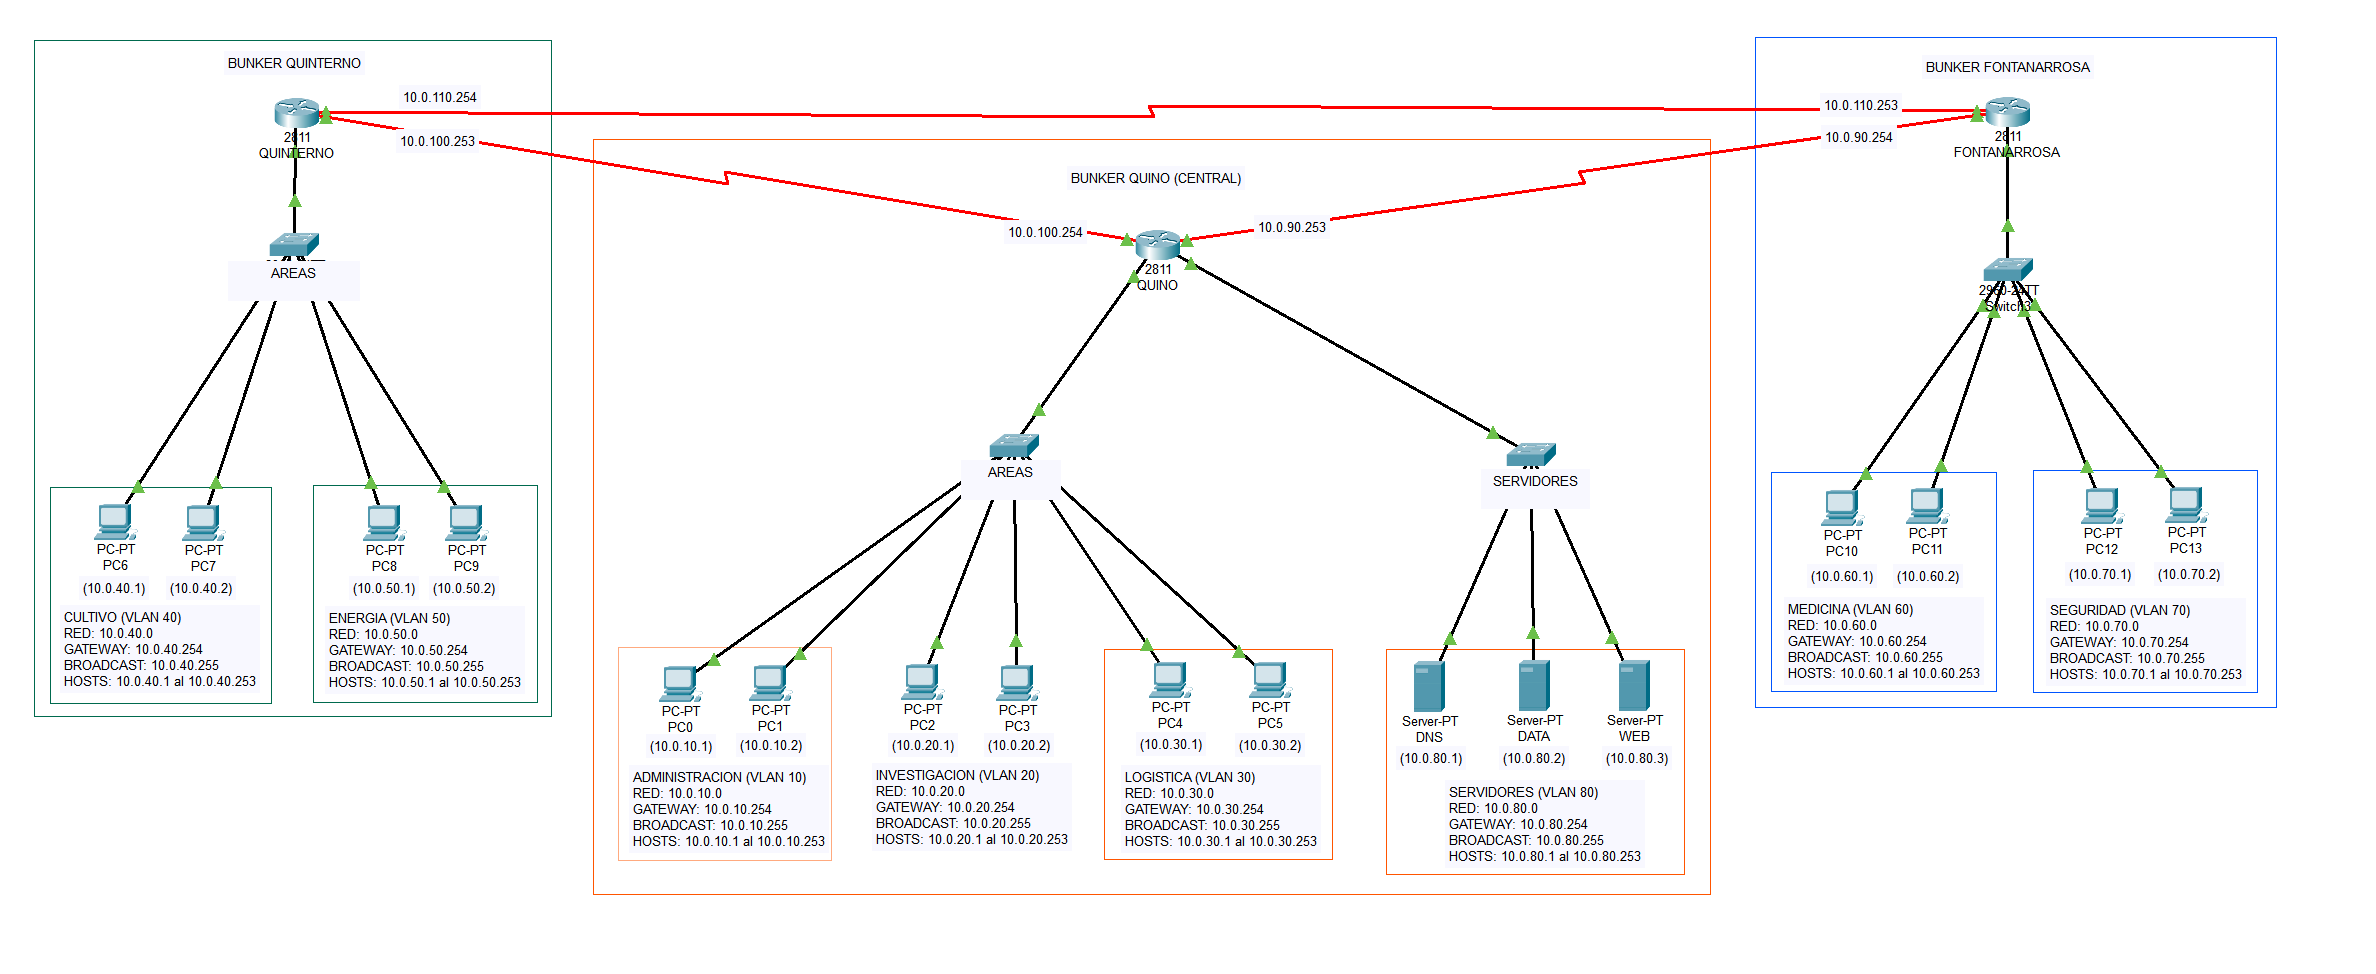 BUNKER QUINTERNO
10.0.110.254
10.0.100.253
2811
QUINTERNO
AREAS
PC-PT
PC6
(10.0.40.1)
PC-PT
PC7
(10.0.40.2)
CULTIVO (VLAN 40)
RED: 10.0.40.0
GATEWAY: 10.0.40.254
BROADCAST: 10.0.40.255
HOSTS: 10.0.40.1 al 10.0.40.253
PC-PT
PC8
(10.0.50.1)
PC-PT
PC9
(10.0.50.2)
ENERGIA (VLAN 50)
RED: 10.0.50.0
GATEWAY: 10.0.50.254
BROADCAST: 10.0.50.255
HOSTS: 10.0.50.1 al 10.0.50.253
BUNKER QUINO (CENTRAL)
10.0.100.254
10.0.90.253
2811
QUINO
AREAS
SERVIDORES
PC-PT
PC0
(10.0.10.1)
PC-PT
PC1
(10.0.10.2)
ADMINISTRACION (VLAN 10)
RED: 10.0.10.0
GATEWAY: 10.0.10.254
BROADCAST: 10.0.10.255
HOSTS: 10.0.10.1 al 10.0.10.253
PC-PT
PC2
(10.0.20.1)
PC-PT
PC3
(10.0.20.2)
INVESTIGACION (VLAN 20)
RED: 10.0.20.0
GATEWAY: 10.0.20.254
BROADCAST: 10.0.20.255
HOSTS: 10.0.20.1 al 10.0.20.253
PC-PT
PC4
(10.0.30.1)
PC-PT
PC5
(10.0.30.2)
LOGISTICA (VLAN 30)
RED: 10.0.30.0
GATEWAY: 10.0.30.254
BROADCAST: 10.0.30.255
HOSTS: 10.0.30.1 al 10.0.30.253
Server-PT
DNS
(10.0.80.1)
Server-PT
DATA
(10.0.80.2)
Server-PT
WEB
(10.0.80.3)
SERVIDORES (VLAN 80)
RED: 10.0.80.0
GATEWAY: 10.0.80.254
BROADCAST: 10.0.80.255
HOSTS: 10.0.80.1 al 10.0.80.253
BUNKER FONTANARROSA
10.0.110.253
10.0.90.254
2811
FONTANARROSA
2960-24TT
Switch3
PC-PT
PC10
(10.0.60.1)
PC-PT
PC11
(10.0.60.2)
MEDICINA (VLAN 60)
RED: 10.0.60.0
GATEWAY: 10.0.60.254
BROADCAST: 10.0.60.255
HOSTS: 10.0.60.1 al 10.0.60.253
PC-PT
PC12
(10.0.70.1)
PC-PT
PC13
(10.0.70.2)
SEGURIDAD (VLAN 70)
RED: 10.0.70.0
GATEWAY: 10.0.70.254
BROADCAST: 10.0.70.255
HOSTS: 10.0.70.1 al 10.0.70.253